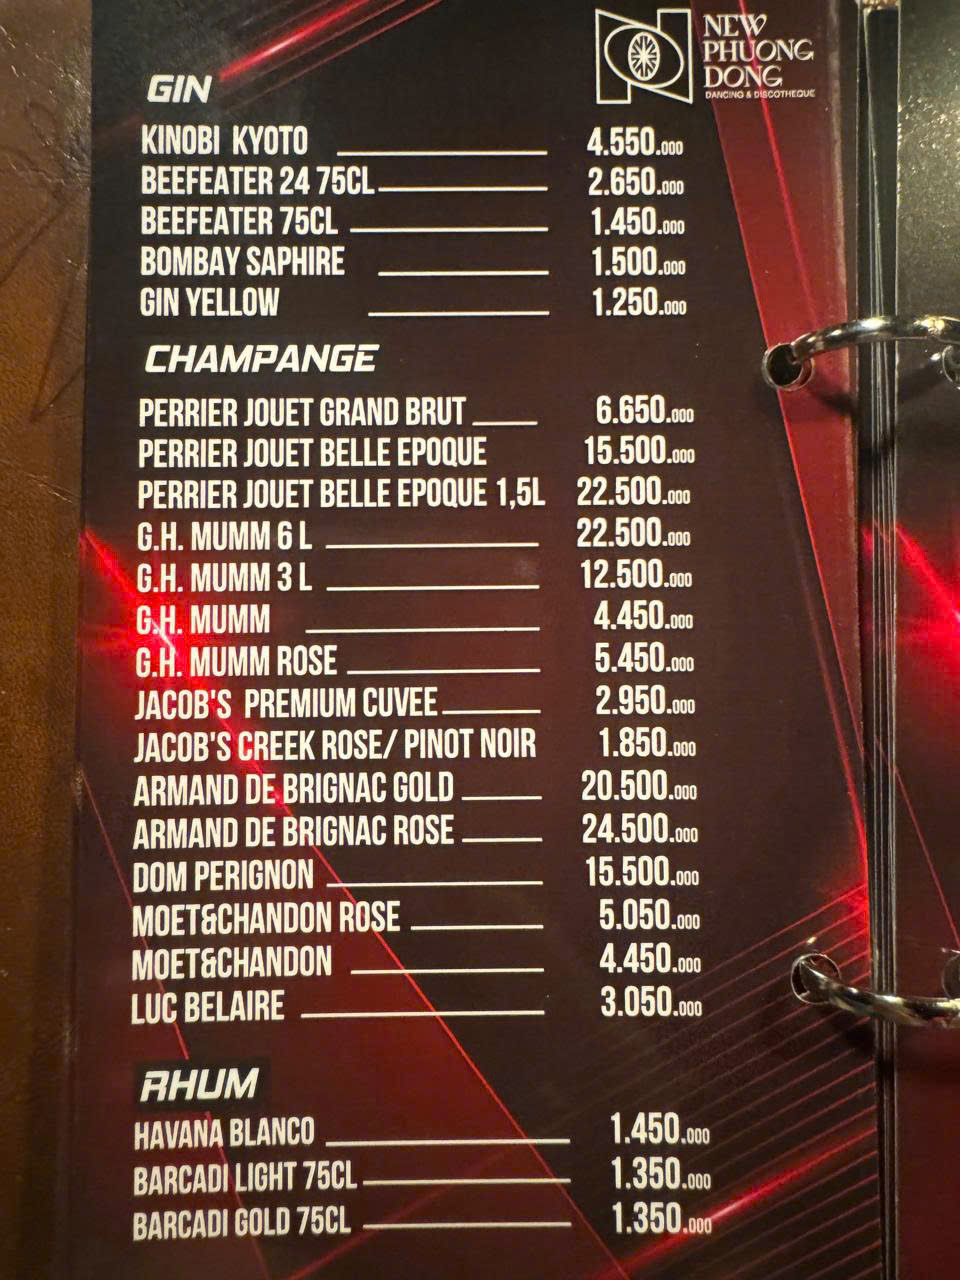 NEW
PHUONG
DONG
DANCING & DISCOTHEQUE
GIN
KINOBI KYOTO 4.550.000
BEEFEATER 24 75CL 2.650.000
BEEFEATER 75CL 1.450.000
BOMBAY SAPHIRE 1.500.000
GIN YELLOW 1.250.000
CHAMPANGE
PERRIER JOUET GRAND BRUT 6.650.000
PERRIER JOUET BELLE EPOQUE 15.500.000
PERRIER JOUET BELLE EPOQUE 1,5L 22.500.000
G.H. MUMM 6 L 22.500.000
G.H. MUMM 3 L 12.500.000
G.H. MUMM 4.450.000
G.H. MUMM ROSE 5.450.000
JACOB'S PREMIUM CUVEE 2.950.000
JACOB'S CREEK ROSE/ PINOT NOIR 1.850.000
ARMAND DE BRIGNAC GOLD 20.500.000
ARMAND DE BRIGNAC ROSE 24.500.000
DOM PERIGNON 15.500.000
MOET&CHANDON ROSE 5.050.000
MOET&CHANDON 4.450.000
LUC BELAIRE 3.050.000
RHUM
HAVANA BLANCO 1.450.000
BARCADI LIGHT 75CL 1.350.000
BARCADI GOLD 75CL 1.350.000